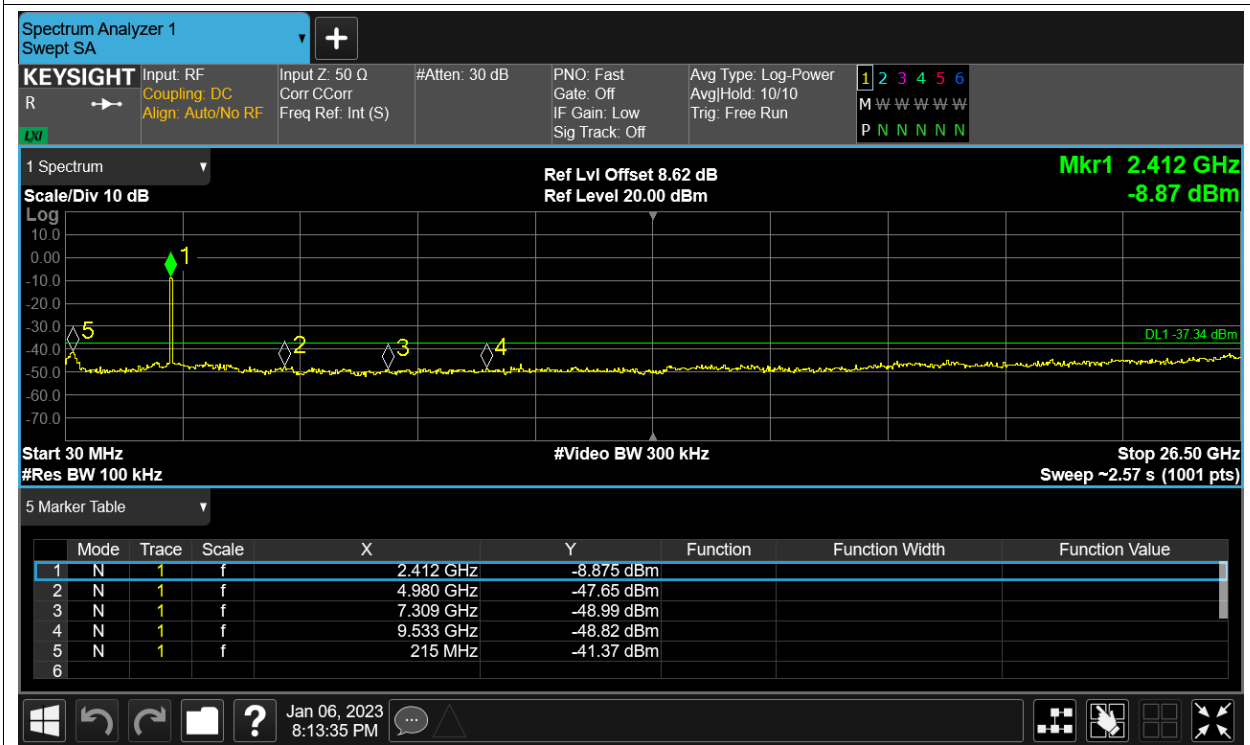 Spectrum Analyzer 1
Swept SA
KEYSIGHT
R
LXI
Input: RF
Coupling: DC
Align: Auto/No RF
Input Z: 50 Ω
Corr CCorr
Freq Ref: Int (S)
#Atten: 30 dB
PNO: Fast
Gate: Off
IF Gain: Low
Sig Track: Off
Avg Type: Log-Power
Avg|Hold: 10/10
Trig: Free Run
1 2 3 4 5 6
M W W W W W
P N N N N N
1 Spectrum
Scale/Div 10 dB
Ref Lvl Offset 8.62 dB
Ref Level 20.00 dBm
Mkr1 2.412 GHz
-8.87 dBm
Log
10.0
0.00
-10.0
-20.0
-30.0
-40.0
-50.0
-60.0
-70.0
1
5
2
3
4
DL1 -37.34 dBm
Start 30 MHz
#Video BW 300 kHz
Stop 26.50 GHz
#Res BW 100 kHz
Sweep ~2.57 s (1001 pts)
5 Marker Table
Mode Trace Scale X Y Function Function Width Function Value
1 N 1 f 2.412 GHz -8.875 dBm
2 N 1 f 4.980 GHz -47.65 dBm
3 N 1 f 7.309 GHz -48.99 dBm
4 N 1 f 9.533 GHz -48.82 dBm
5 N 1 f 215 MHz -41.37 dBm
6
?
Jan 06, 2023
8:13:35 PM